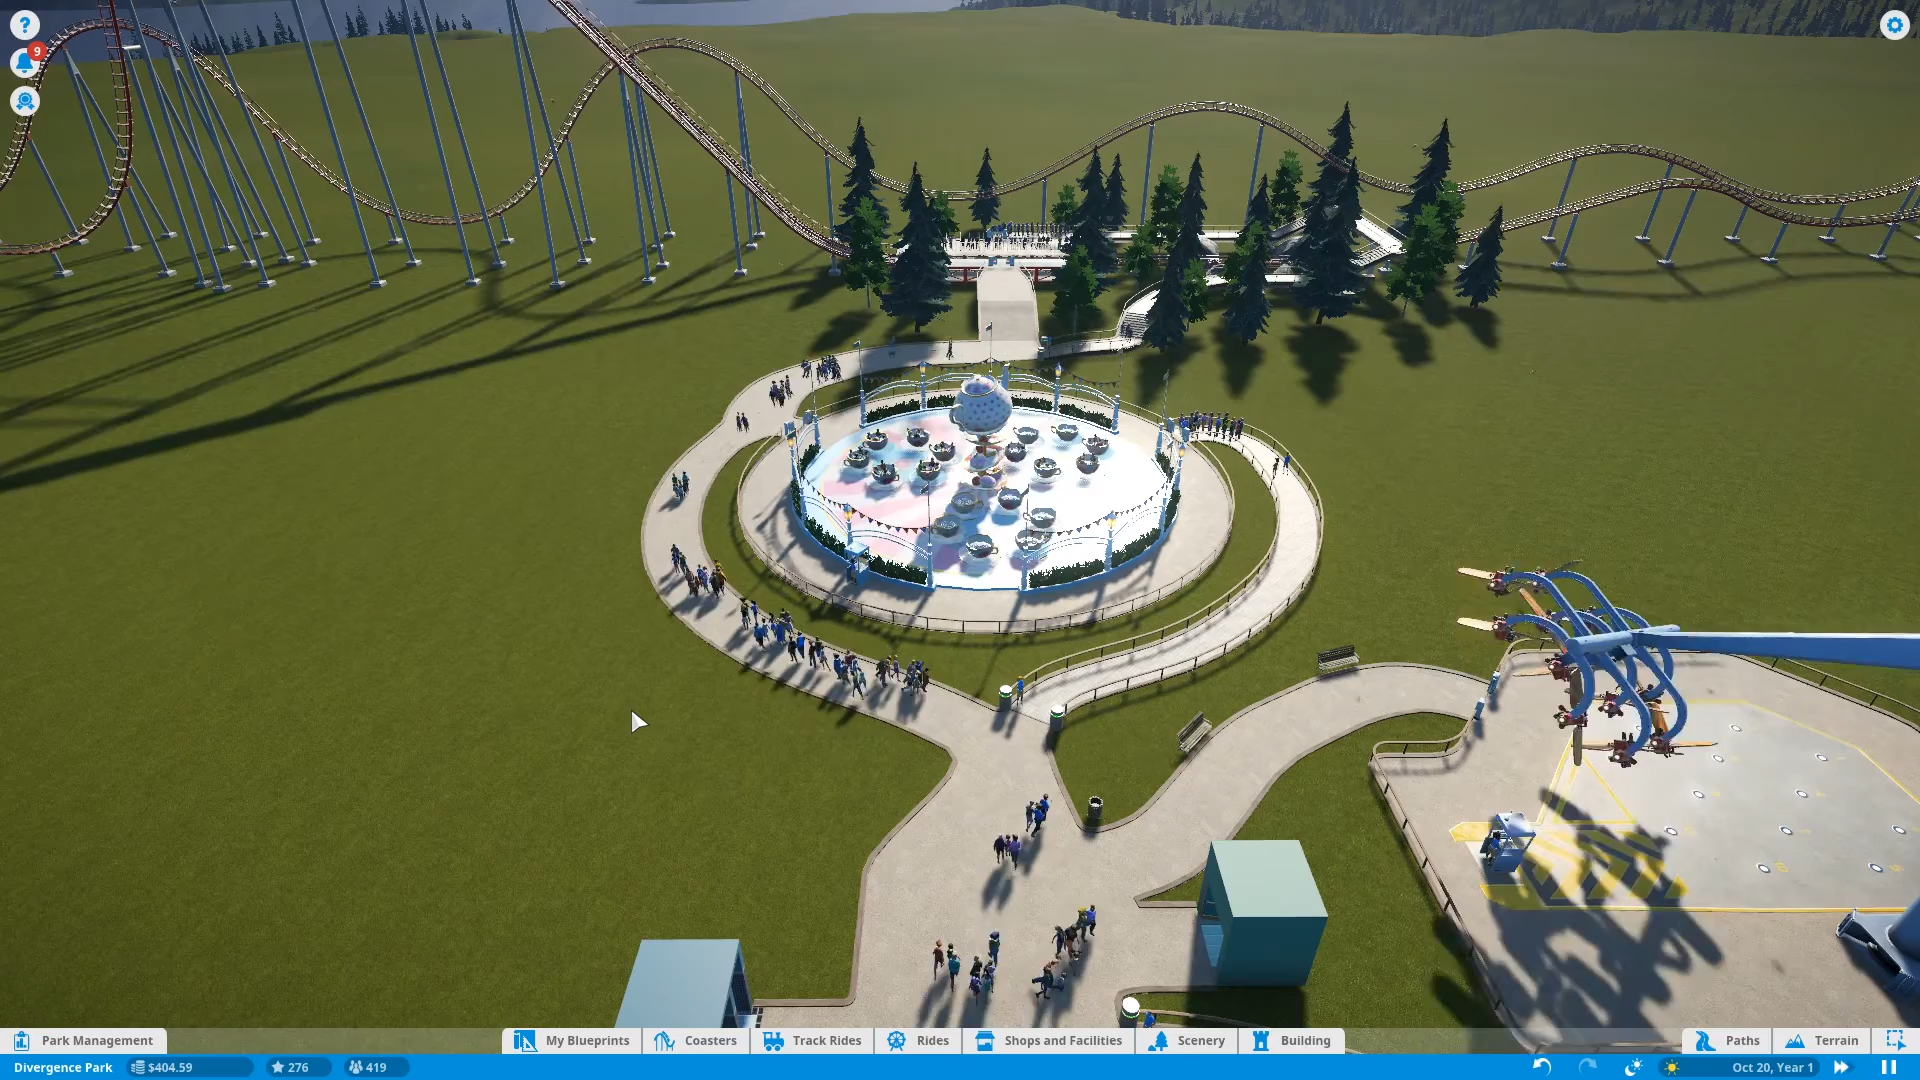 ?
9
Park Management
My Blueprints
Coasters
Track Rides
Rides
Shops and Facilities
Scenery
Building
Paths
Terrain
Divergence Park
$404.59
276
419
Oct 20, Year 1